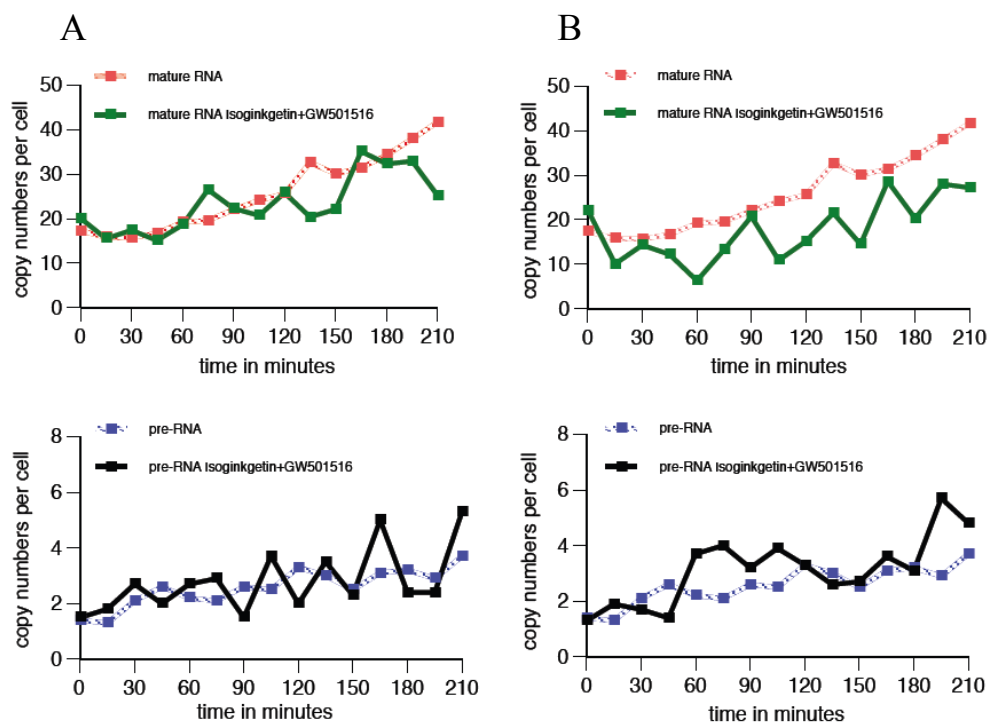 A
mature RNA
mature RNA Isoginkgetin+GW501516
copy numbers per cell
50
40
30
20
10
0
0 30 60 90 120 150 180 210
time in minutes
B
mature RNA
mature RNA Isoginkgetin+GW501516
copy numbers per cell
50
40
30
20
10
0
0 30 60 90 120 150 180 210
time in minutes
pre-RNA
pre-RNA Isoginkgetin+GW501516
copy numbers per cell
8
6
4
2
0
0 30 60 90 120 150 180 210
time in minutes
pre-RNA
pre-RNA Isoginkgetin+GW501516
copy numbers per cell
8
6
4
2
0
0 30 60 90 120 150 180 210
time in minutes